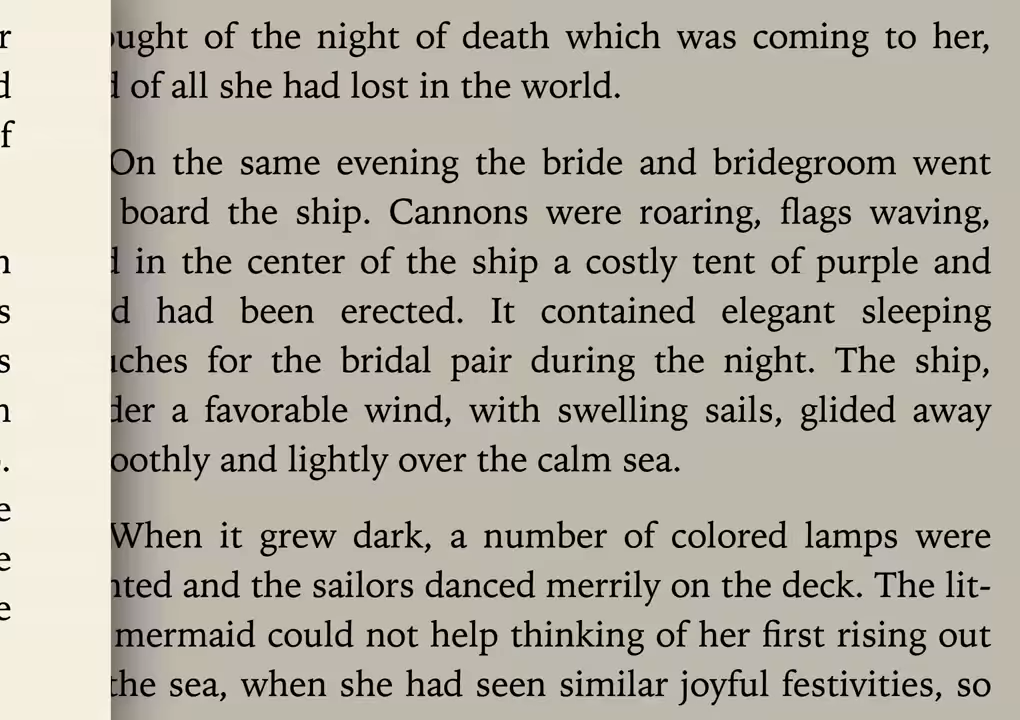 ought of the night of death which was coming to her,
d of all she had lost in the world.
On the same evening the bride and bridegroom went
board the ship. Cannons were roaring, flags waving,
d in the center of the ship a costly tent of purple and
d had been erected. It contained elegant sleeping
uches for the bridal pair during the night. The ship,
der a favorable wind, with swelling sails, glided away
oothly and lightly over the calm sea.
When it grew dark, a number of colored lamps were
hted and the sailors danced merrily on the deck. The lit-
mermaid could not help thinking of her first rising out
the sea, when she had seen similar joyful festivities, so